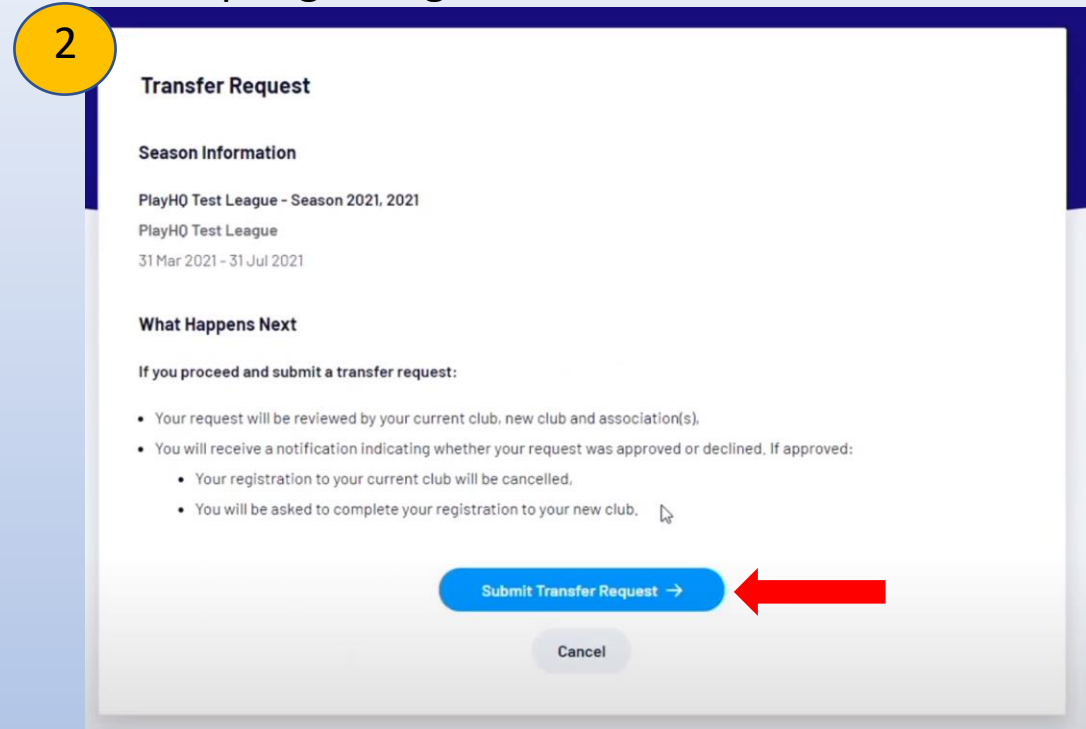 2
Transfer Request
Season Information
PlayHQ Test League - Season 2021, 2021
PlayHQ Test League
31 Mar 2021 - 31 Jul 2021
What Happens Next
If you proceed and submit a transfer request:
• Your request will be reviewed by your current club, new club and association(s),
• You will receive a notification indicating whether your request was approved or declined. If approved:
• Your registration to your current club will be cancelled,
• You will be asked to complete your registration to your new club.
Submit Transfer Request →
Cancel